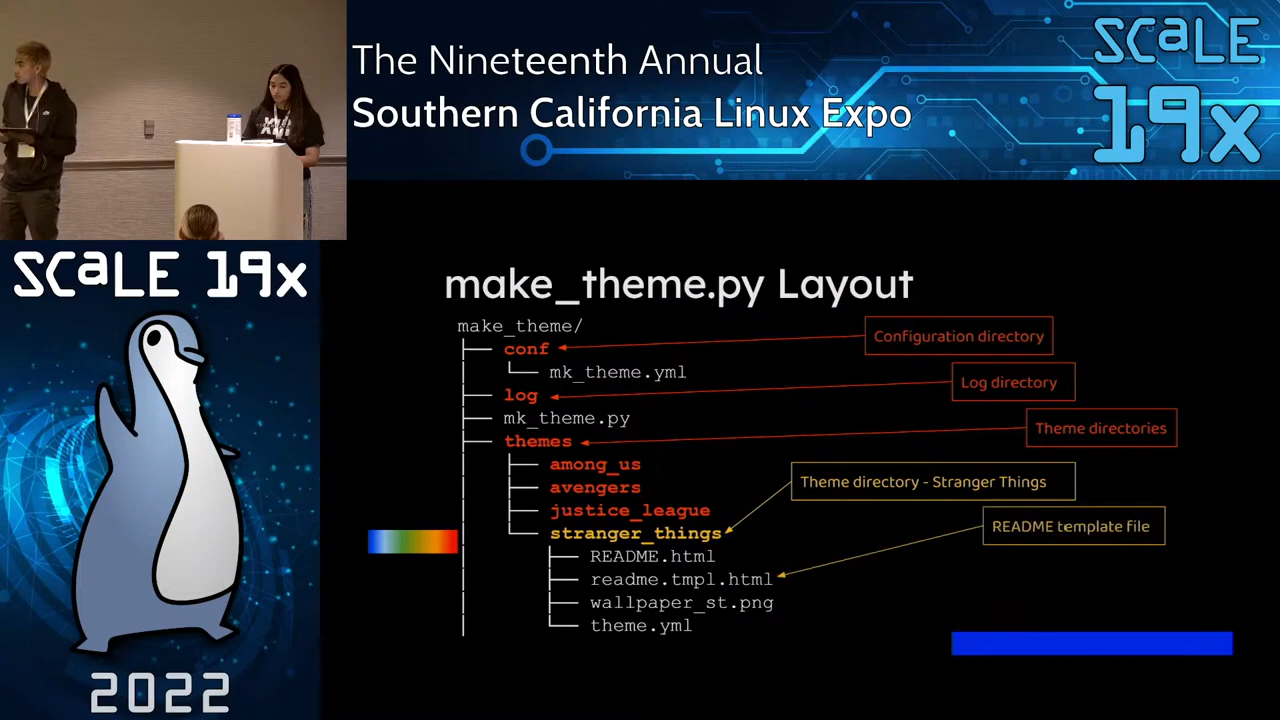 The Nineteenth Annual
Southern California Linux Expo
SCaLE
19x
SCaLE 19x
2022
make_theme.py Layout
make_theme/
├── conf
│ └── mk_theme.yml
├── log
├── mk_theme.py
├── themes
├── among_us
├── avengers
├── justice_league
└── stranger_things
├── README.html
├── readme.tmpl.html
├── wallpaper_st.png
└── theme.yml
Configuration directory
Log directory
Theme directories
Theme directory - Stranger Things
README template file